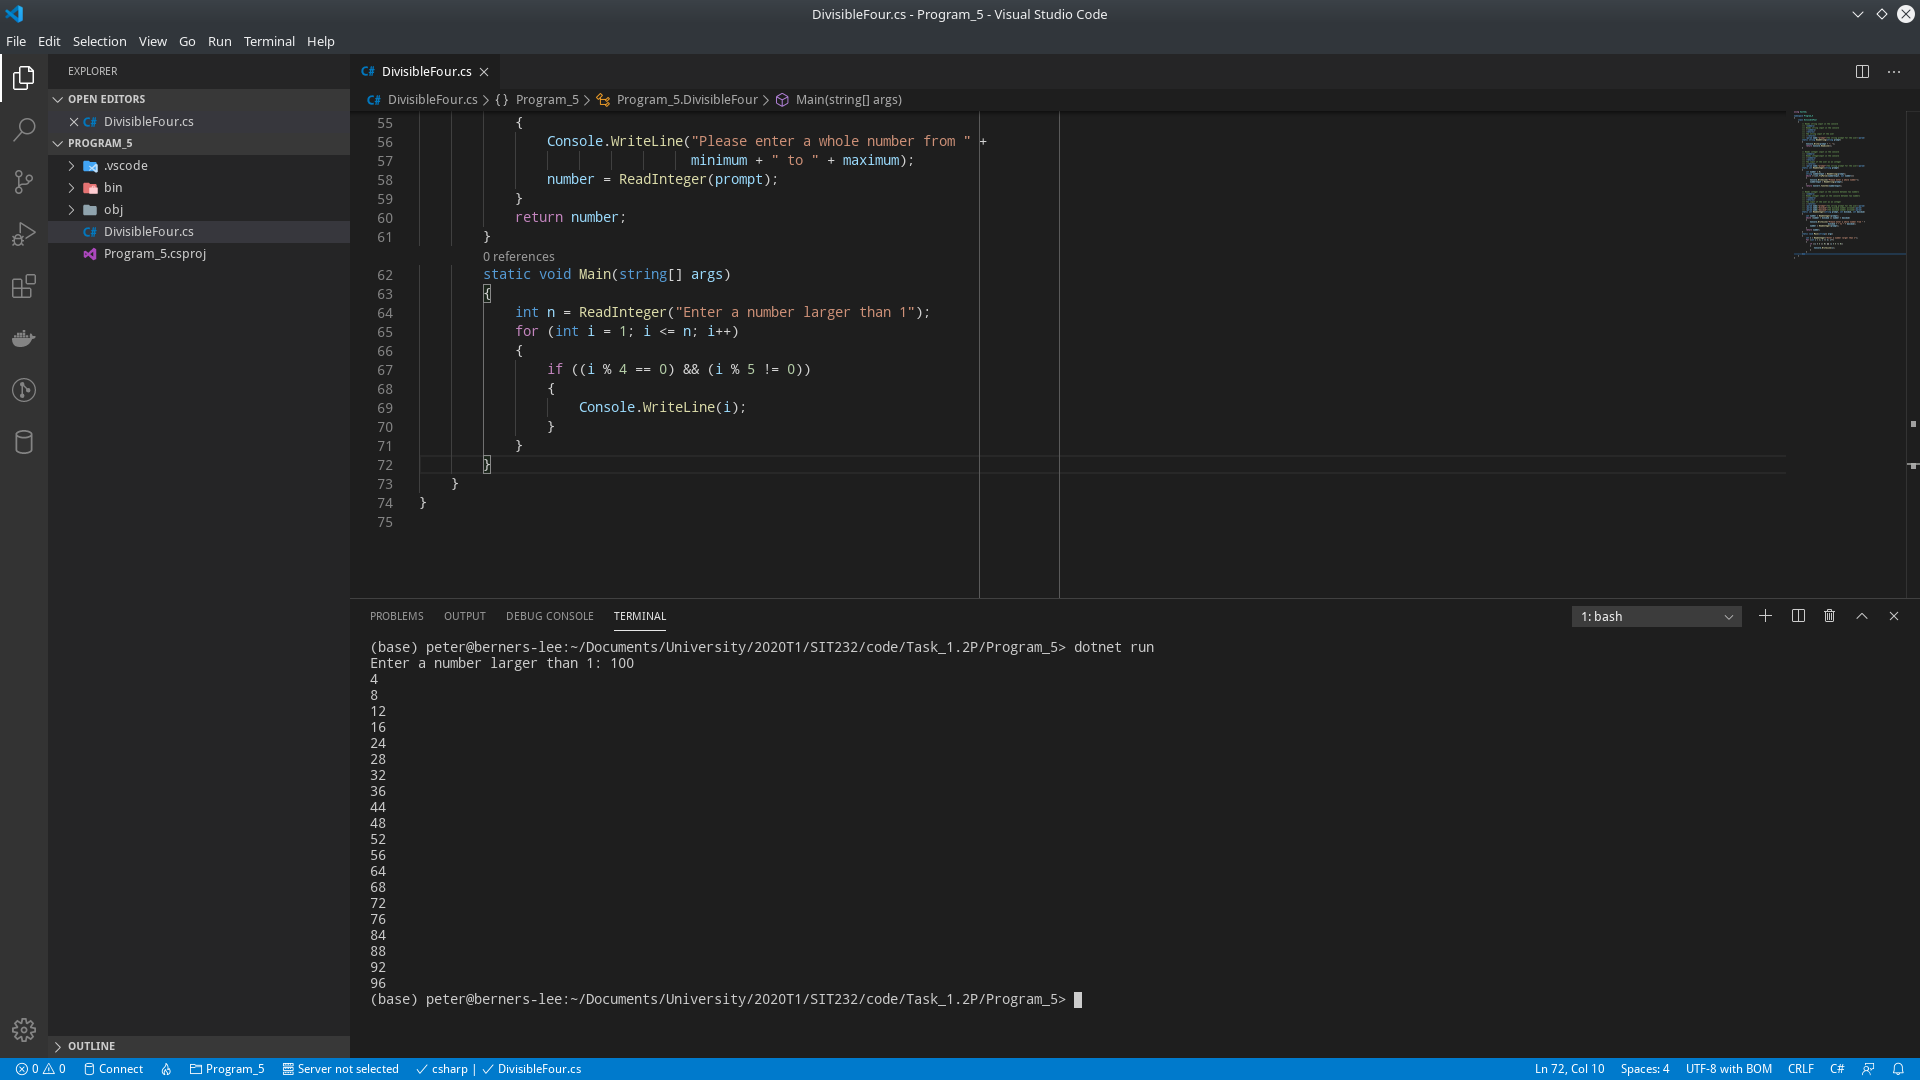 DivisibleFour.cs - Program_5 - Visual Studio Code
File Edit Selection View Go Run Terminal Help
EXPLORER
OPEN EDITORS
C# DivisibleFour.cs
PROGRAM_5
.vscode
bin
obj
C# DivisibleFour.cs
Program_5.csproj
OUTLINE
C# DivisibleFour.cs
C# DivisibleFour.cs > {} Program_5 > Program_5.DivisibleFour > Main(string[] args)
55 {
56 Console.WriteLine("Please enter a whole number from " +
57 minimum + " to " + maximum);
58 number = ReadInteger(prompt);
59 }
60 return number;
61 }
0 references
62 static void Main(string[] args)
63 {
64 int n = ReadInteger("Enter a number larger than 1");
65 for (int i = 1; i <= n; i++)
66 {
67 if ((i % 4 == 0) && (i % 5 != 0))
68 {
69 Console.WriteLine(i);
70 }
71 }
72 }
73 }
74 }
75
PROBLEMS OUTPUT DEBUG CONSOLE TERMINAL 1: bash
(base) peter@berners-lee:~/Documents/University/2020T1/SIT232/code/Task_1.2P/Program_5> dotnet run
Enter a number larger than 1: 100
4
8
12
16
24
28
32
36
44
48
52
56
64
68
72
76
84
88
92
96
(base) peter@berners-lee:~/Documents/University/2020T1/SIT232/code/Task_1.2P/Program_5>
0 0 Connect Program_5 Server not selected csharp | DivisibleFour.cs Ln 72, Col 10 Spaces: 4 UTF-8 with BOM CRLF C#